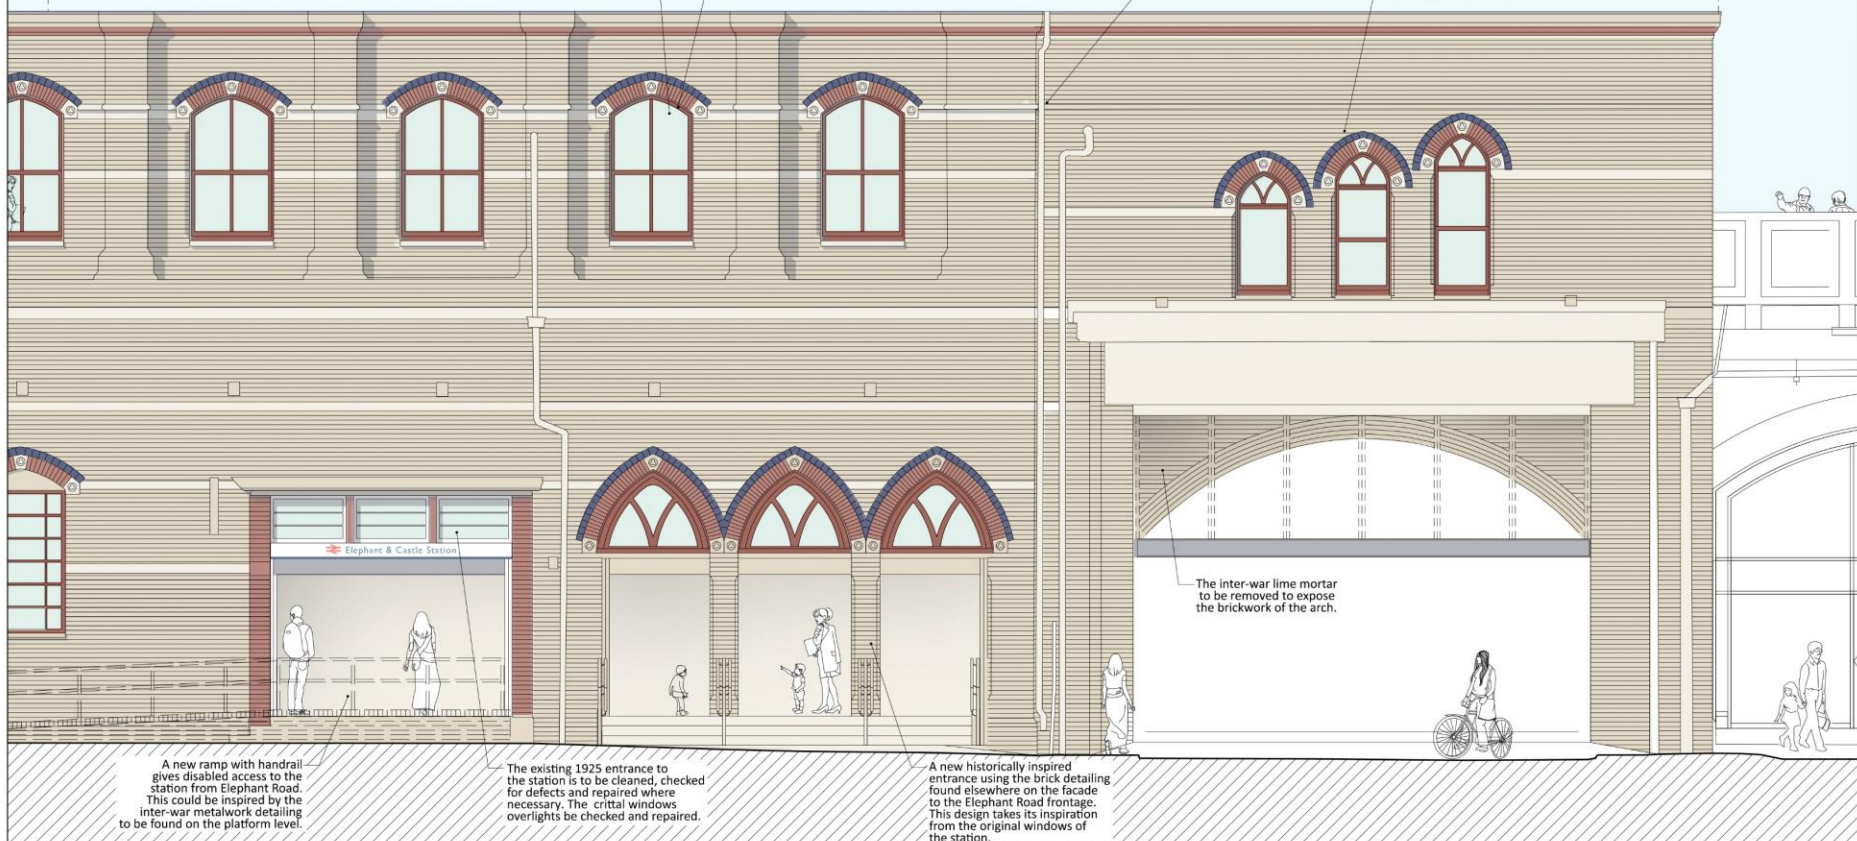 Elephant & Castle Station
The inter-war lime mortar
to be removed to expose
the brickwork of the arch.
A new ramp with handrail
gives disabled access to the
station from Elephant Road.
This could be inspired by the
inter-war metalwork detailing
to be found on the platform level.
The existing 1925 entrance to
the station is to be cleaned, checked
for defects and repaired where
necessary. The crittal windows
overlights be checked and repaired.
A new historically inspired
entrance using the brick detailing
found elsewhere on the facade
to the Elephant Road frontage.
This design takes its inspiration
from the original windows of
the station.